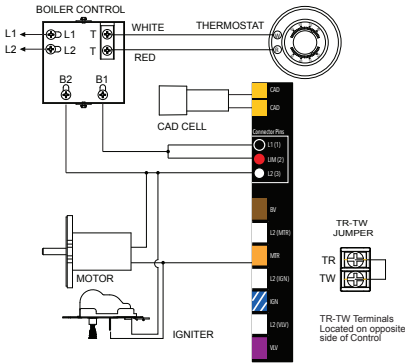 BOILER CONTROL
L1
L2
L1
L2
T
T
WHITE
RED
THERMOSTAT
W
R
B2
B1
CAD CELL
CAD
CAD
Connector Pins
L1 (1)
LIM (2)
L2 (3)
BV
L2 (MTR)
MTR
L2 (IGN)
IGN
L2 (VLV)
VLV
MOTOR
IGNITER
TR-TW
JUMPER
TR
TW
TR-TW Terminals
Located on opposite
side of Control